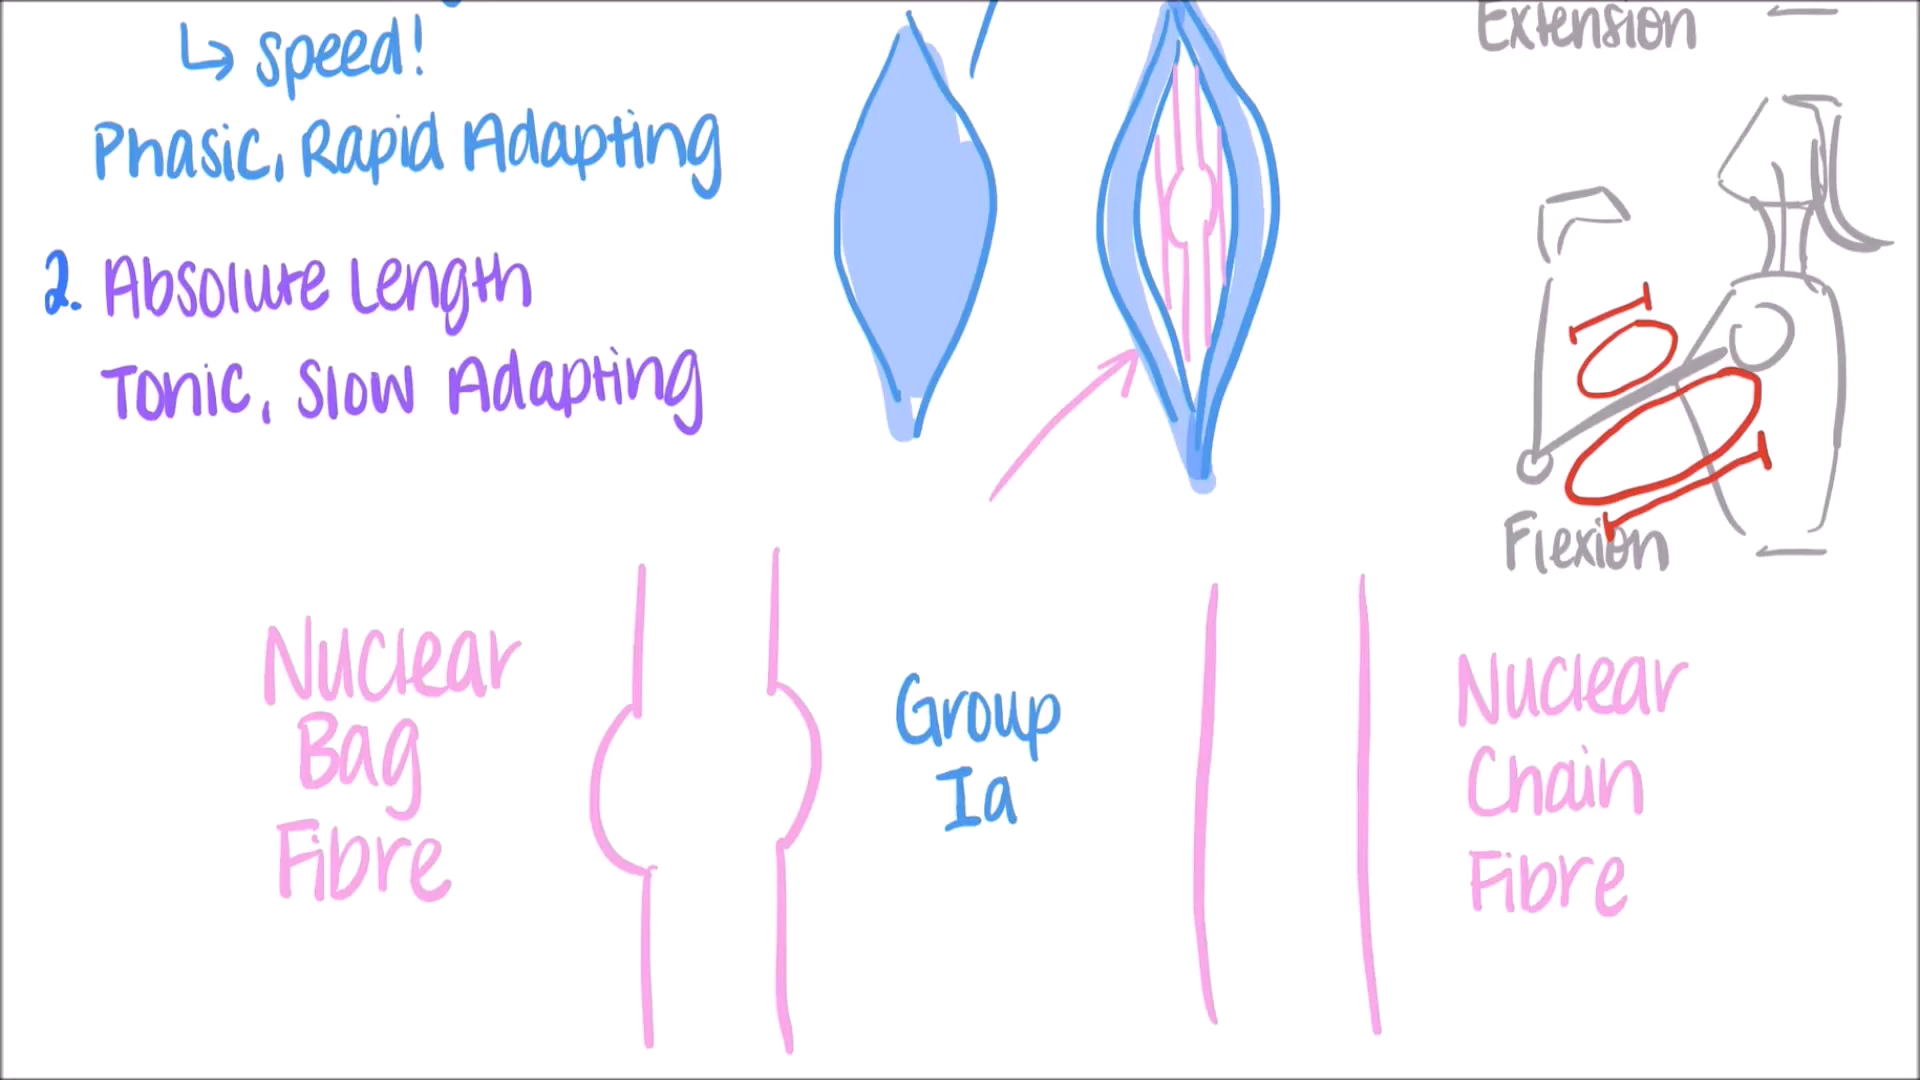 ↳ speed!
Phasic, Rapid Adapting
2. Absolute Length
Tonic, Slow Adapting
Extension
Flexion
Nuclear
Bag
Fibre
Group
Ia
Nuclear
Chain
Fibre